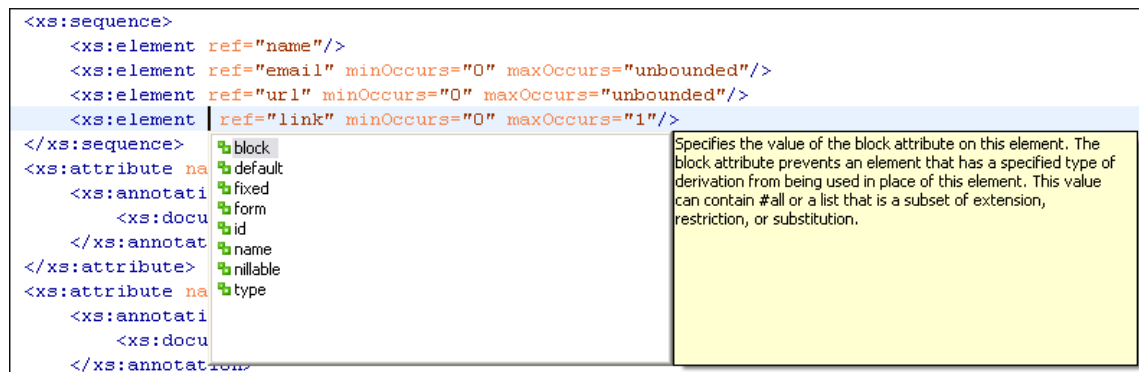 <xs:sequence>
<xs:element ref="name"/>
<xs:element ref="email" minOccurs="0" maxOccurs="unbounded"/>
<xs:element ref="url" minOccurs="0" maxOccurs="unbounded"/>
<xs:element ref="link" minOccurs="0" maxOccurs="1"/>
</xs:sequence>
<xs:attribute na
<xs:annotati
<xs:docu
</xs:annotat
</xs:attribute>
<xs:attribute na
<xs:annotati
<xs:docu
</xs:annotation>
block
default
fixed
form
id
name
nillable
type
Specifies the value of the block attribute on this element. The
block attribute prevents an element that has a specified type of
derivation from being used in place of this element. This value
can contain #all or a list that is a subset of extension,
restriction, or substitution.